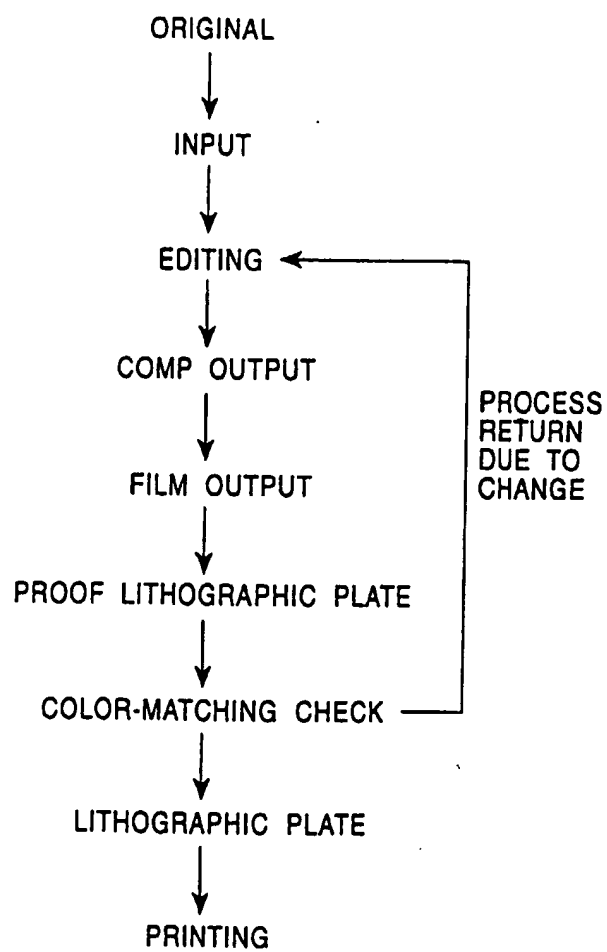 ORIGINAL
INPUT
EDITING
COMP OUTPUT
PROCESS
RETURN
DUE TO
CHANGE
FILM OUTPUT
PROOF LITHOGRAPHIC PLATE
COLOR-MATCHING CHECK
LITHOGRAPHIC PLATE
PRINTING